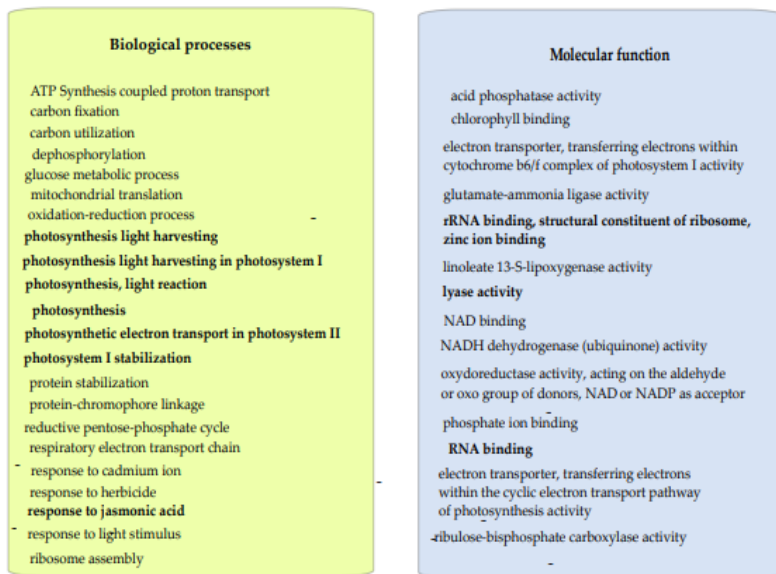 Biological processes
ATP Synthesis coupled proton transport
carbon fixation
carbon utilization
dephosphorylation
glucose metabolic process
mitochondrial translation
oxidation-reduction process
photosynthesis light harvesting
photosynthesis light harvesting in photosystem I
photosynthesis, light reaction
photosynthesis
photosynthetic electron transport in photosystem II
photosystem I stabilization
protein stabilization
protein-chromophore linkage
reductive pentose-phosphate cycle
respiratory electron transport chain
response to cadmium ion
response to herbicide
response to jasmonic acid
response to light stimulus
ribosome assembly
Molecular function
acid phosphatase activity
chlorophyll binding
electron transporter, transferring electrons within
cytochrome b6/f complex of photosystem I activity
glutamate-ammonia ligase activity
rRNA binding, structural constituent of ribosome,
zinc ion binding
linoleate 13-S-lipoxygenase activity
lyase activity
NAD binding
NADH dehydrogenase (ubiquinone) activity
oxydoreductase activity, acting on the aldehyde
or oxo group of donors, NAD or NADP as acceptor
phosphate ion binding
RNA binding
electron transporter, transferring electrons
within the cyclic electron transport pathway
of photosynthesis activity
ribulose-bisphosphate carboxylase activity